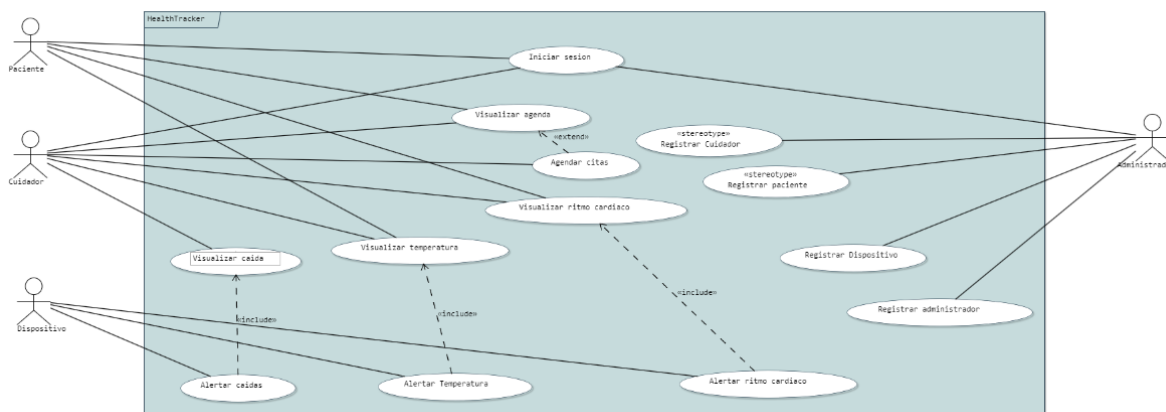 HealthTracker
Paciente
Iniciar sesion
Visualizar agenda
«extend»
Agendar citas
«stereotype»
Registrar Cuidador
«stereotype»
Registrar paciente
Administrad
Cuidador
Visualizar ritmo cardiaco
Visualizar temperatura
Visualizar caida
Registrar Dispositivo
Registrar administrador
Dispositivo
«include»
«include»
«include»
Alertar caidas
Alertar Temperatura
Alertar ritmo cardiaco